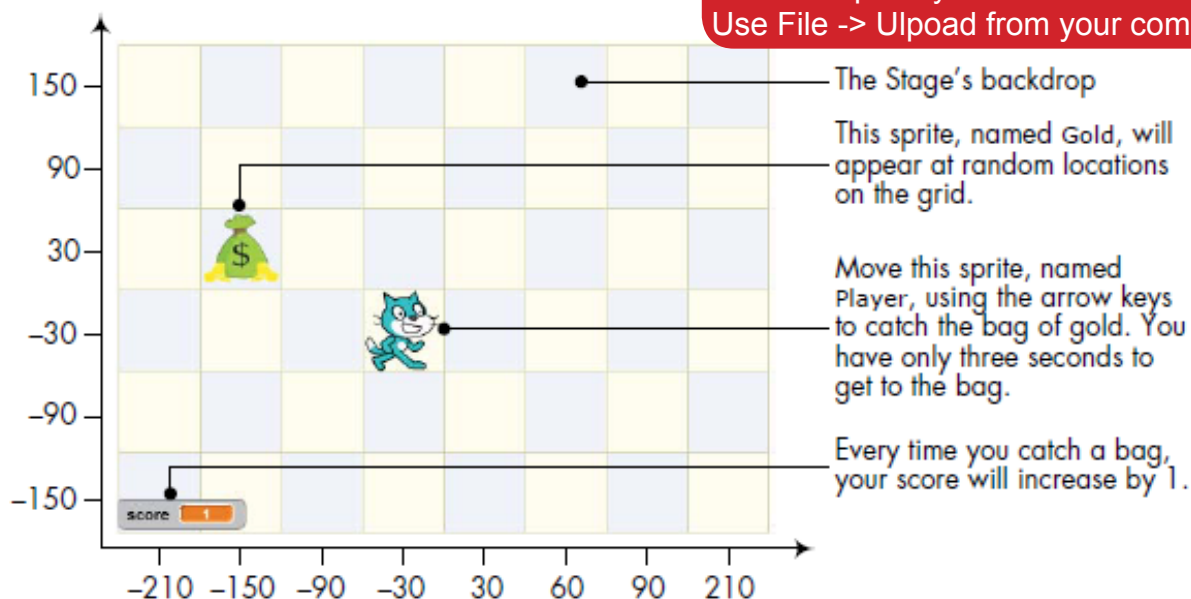 Use File -> Ulpoad from your com
150
90
30
–30
–90
–150
$
score 1
–210 –150 –90 –30 30 60 90 210
The Stage's backdrop
This sprite, named Gold, will
appear at random locations
on the grid.
Move this sprite, named
Player, using the arrow keys
to catch the bag of gold. You
have only three seconds to
get to the bag.
Every time you catch a bag,
your score will increase by 1.